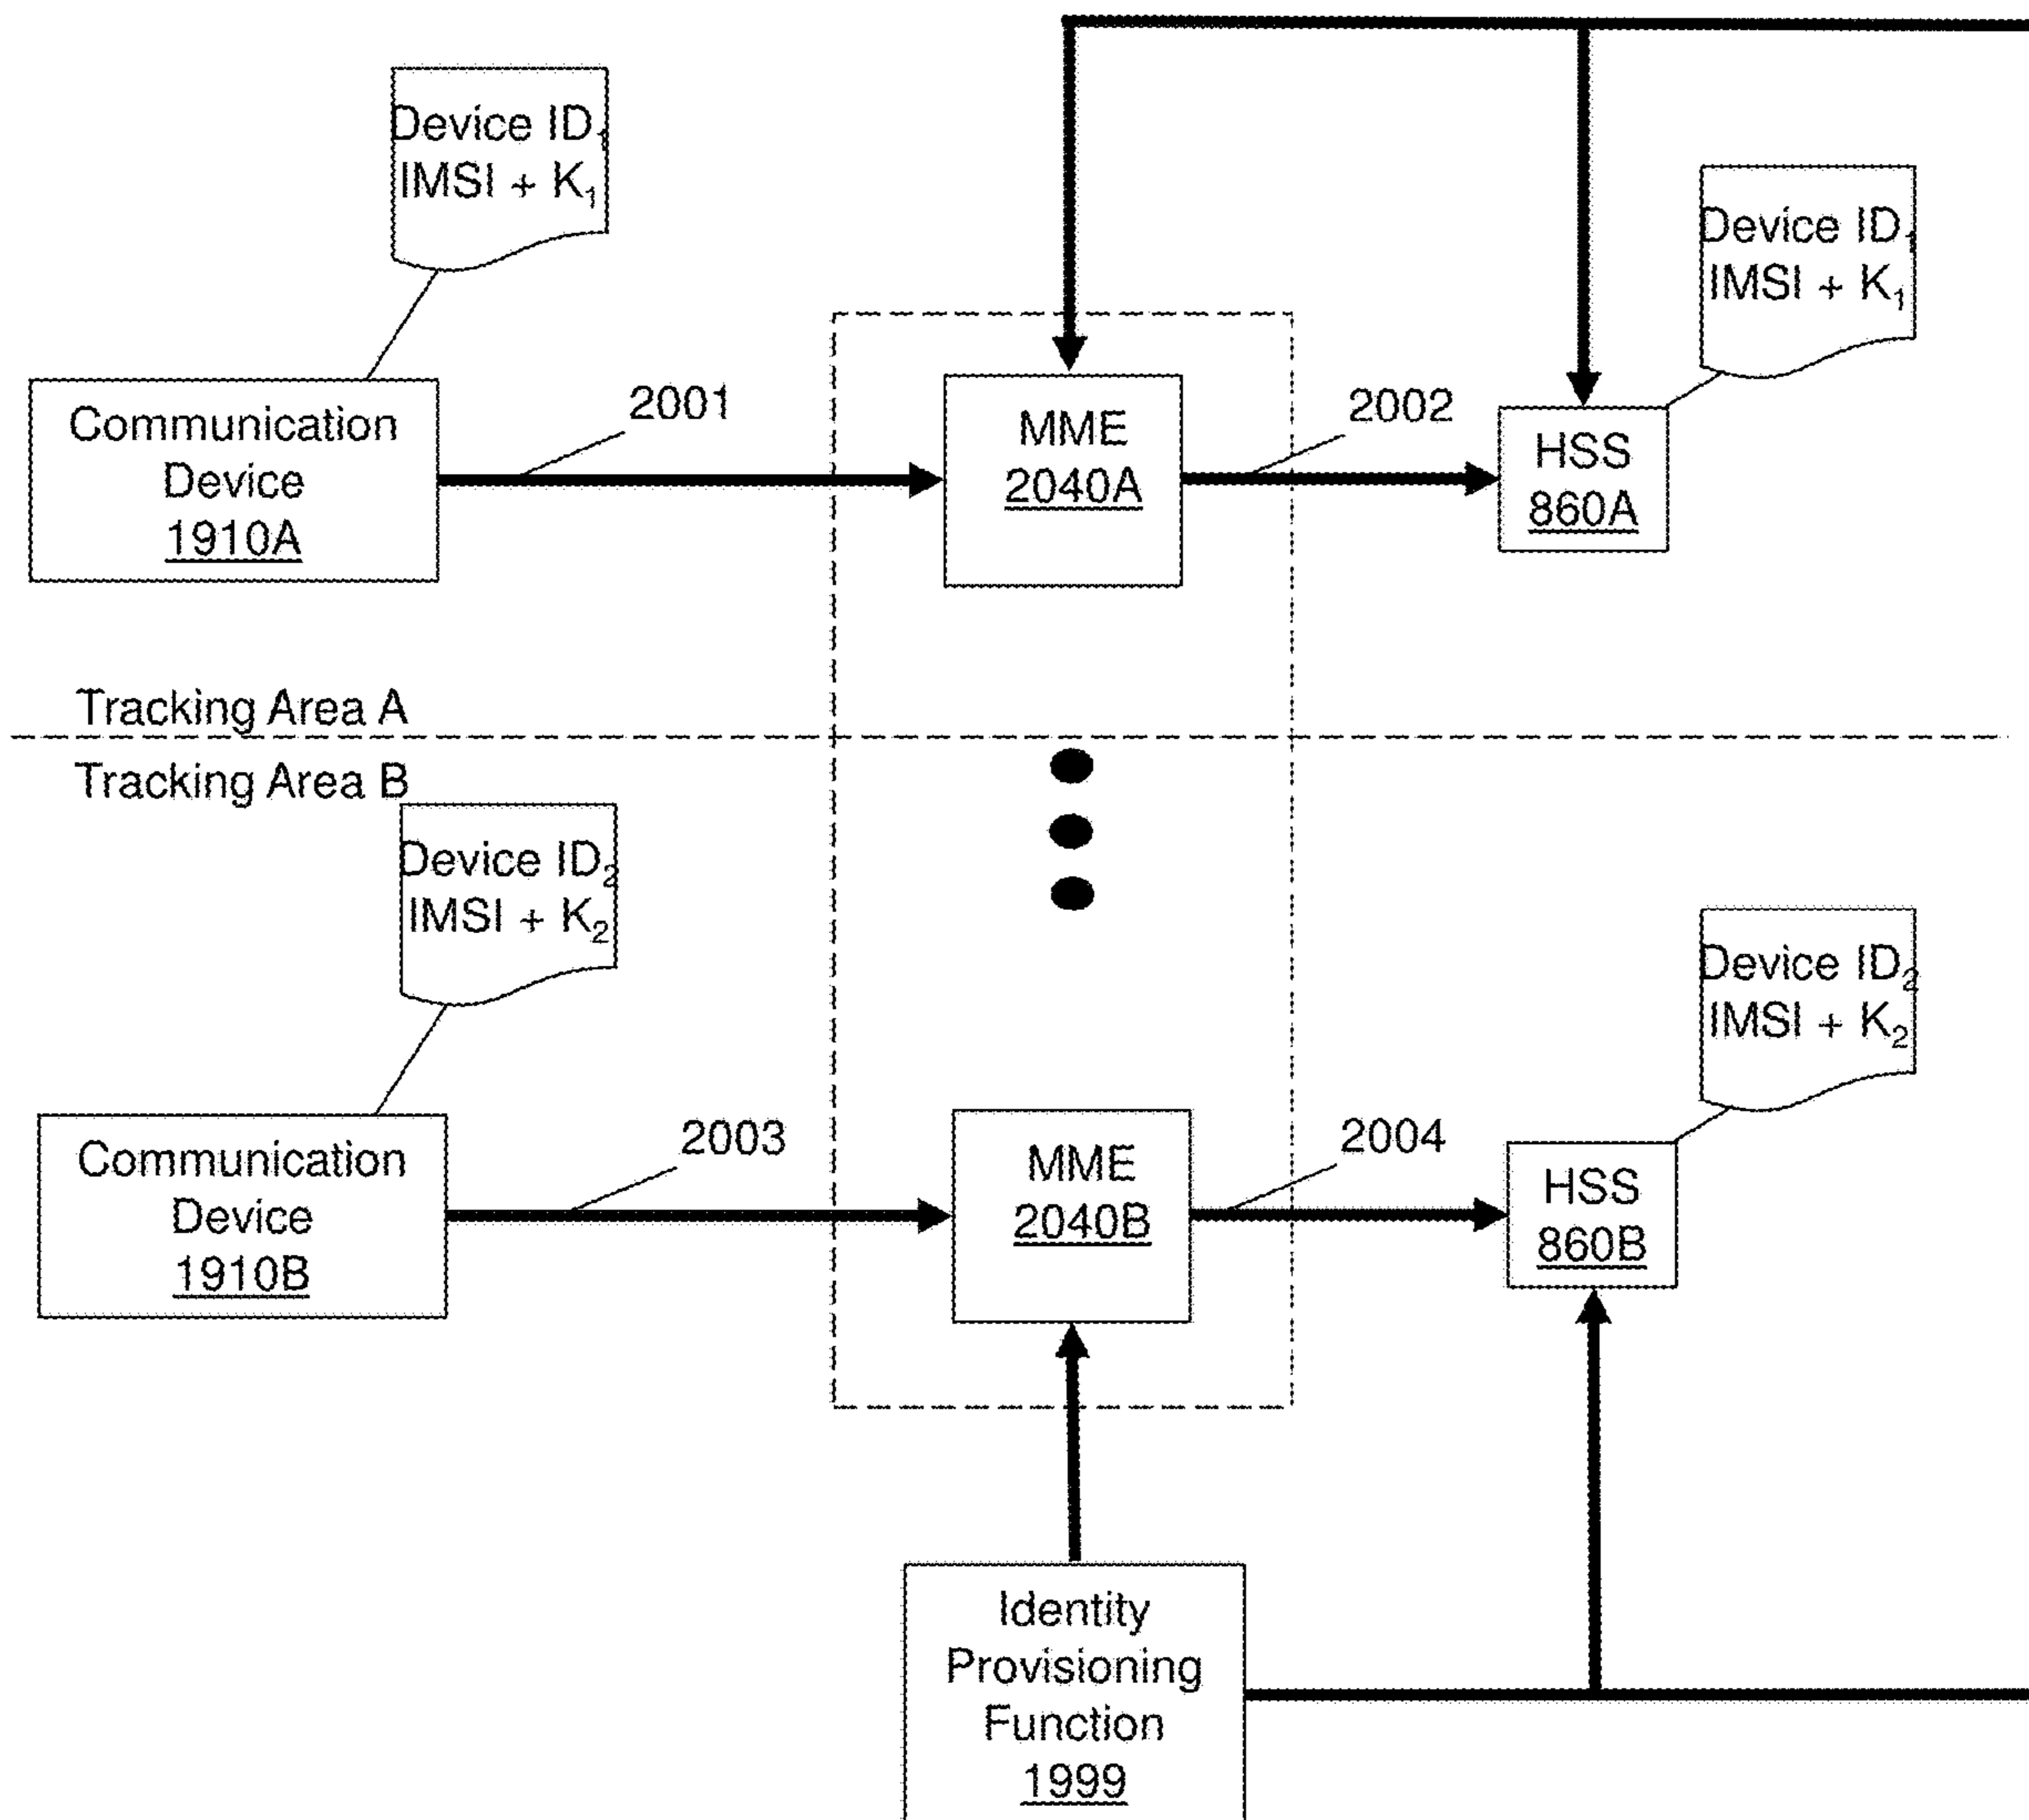 Device ID₁
IMSI + K₁
Device ID₁
IMSI + K₁
Communication
Device
1910A
2001
MME
2040A
2002
HSS
860A
Tracking Area A
Tracking Area B
Device ID₂
IMSI + K₂
Device ID₂
IMSI + K₂
Communication
Device
1910B
2003
MME
2040B
2004
HSS
860B
Identity
Provisioning
Function
1999